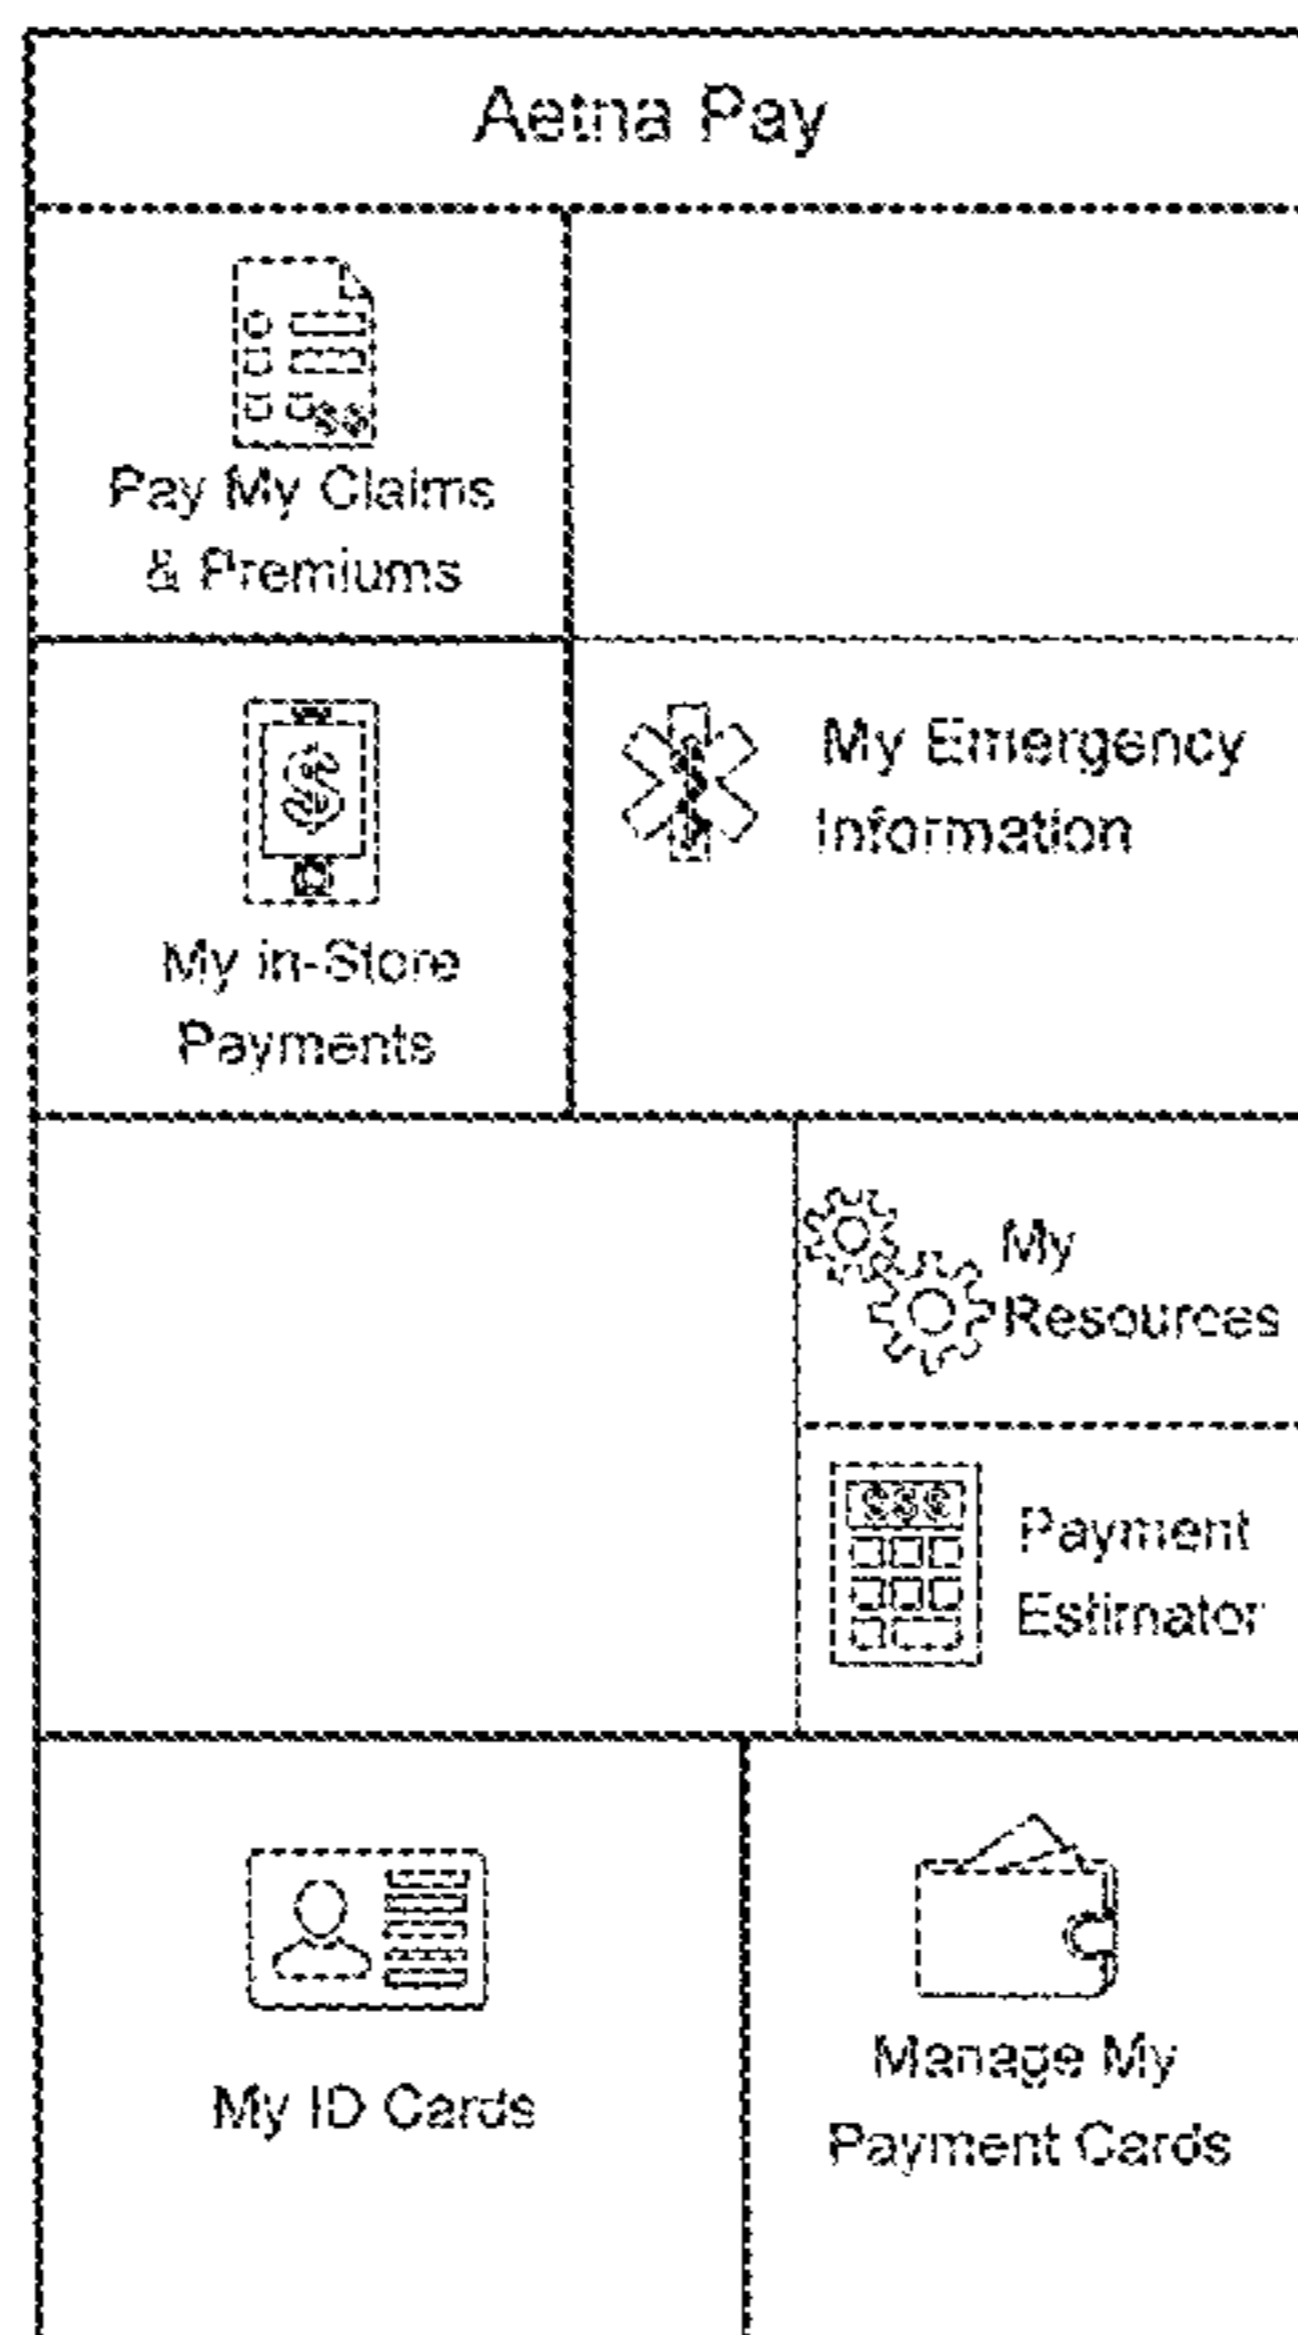 Aetna Pay
Pay My Claims
& Premiums
My in-Store
Payments
My Emergency
Information
My
Resources
$$$
Payment
Estimator
My ID Cards
Manage My
Payment Cards